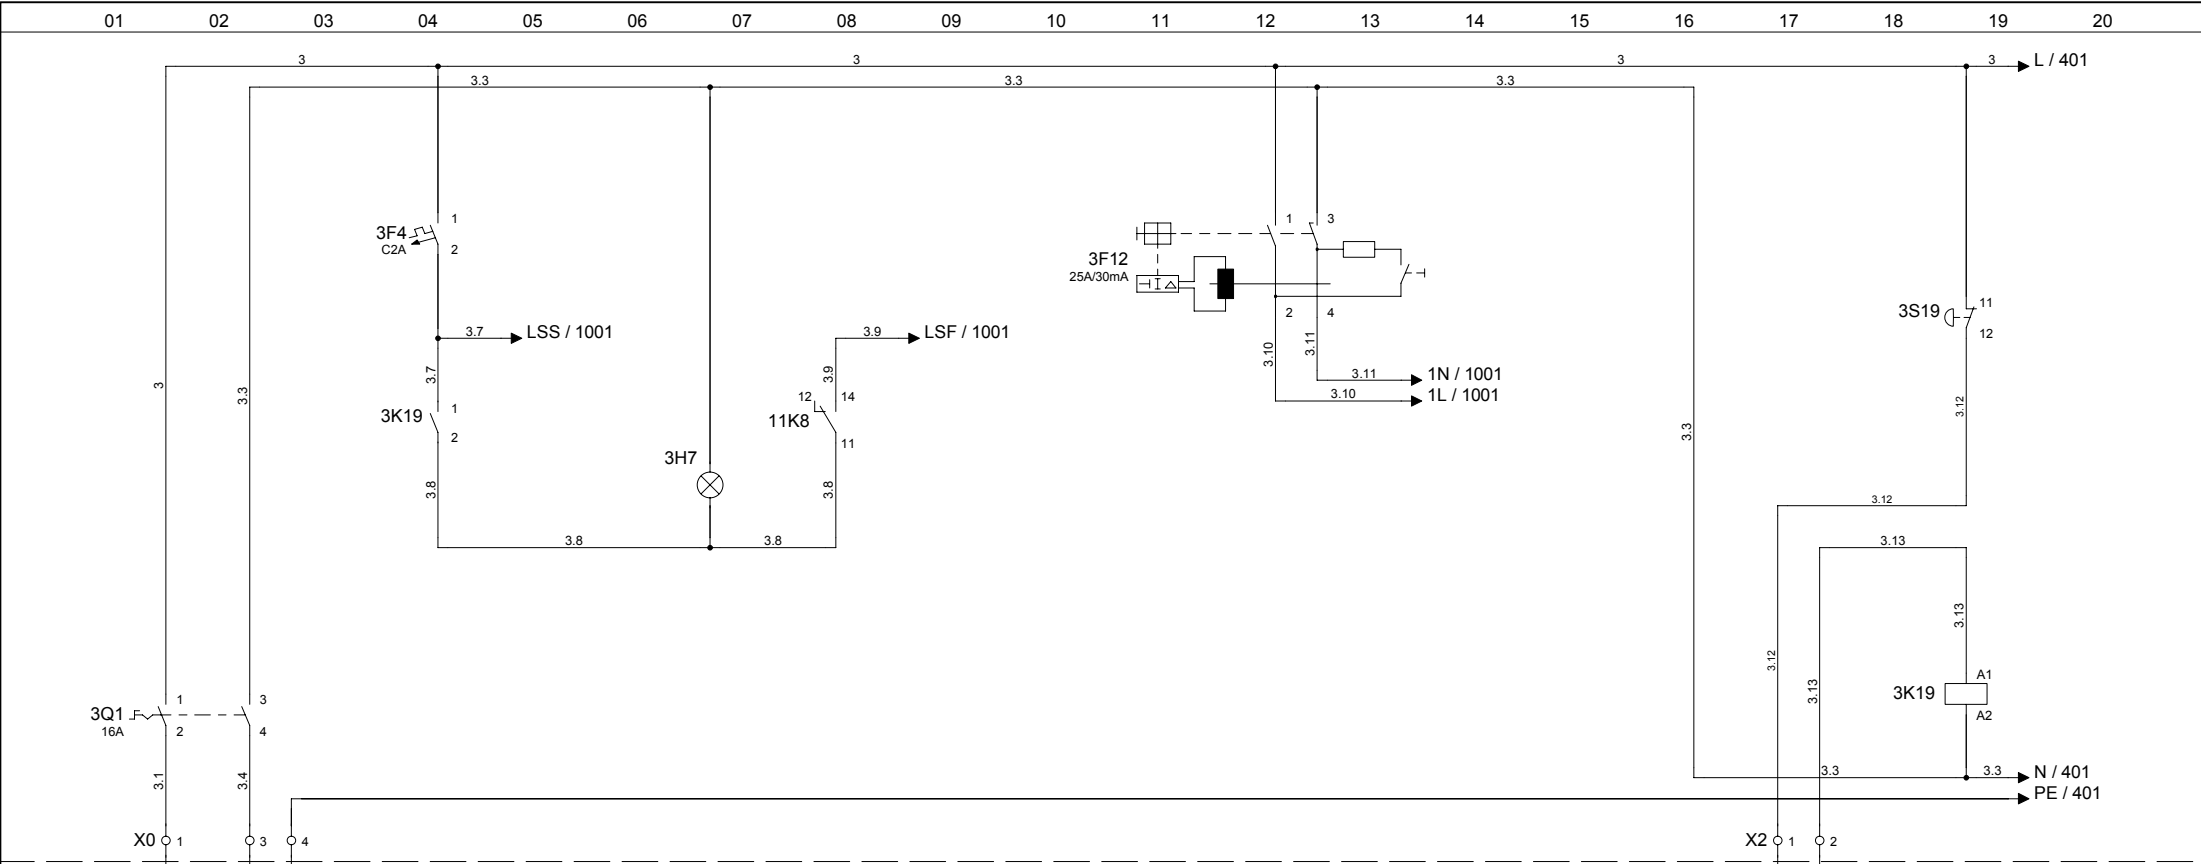 01 02 03 04 05 06 07 08 09 10 11 12 13 14 15 16 17 18 19 20
3 3 3 3 L / 401
3.3 3.3 3.3
1 1 3
3F4
C2A 2
3F12
25A/30mA
2 4
11
3S19
12
3.7 LSS / 1001 3.9 LSF / 1001
3.10 3.11
3.7 3.9 3.11 1N / 1001
3 3.3 3.10 1L / 1001
1 12 14
3K19 11K8
2 11
3.12
3.3
3H7
3.8 3.8
3.12
3.8 3.8 3.13
3.13
3.12 3.13
A1
3K19
A2
1 3
3Q1
16A 2 4
3.1 3.4
3.3 3.3 N / 401
PE / 401
X0 1 3 4 X2 1 2